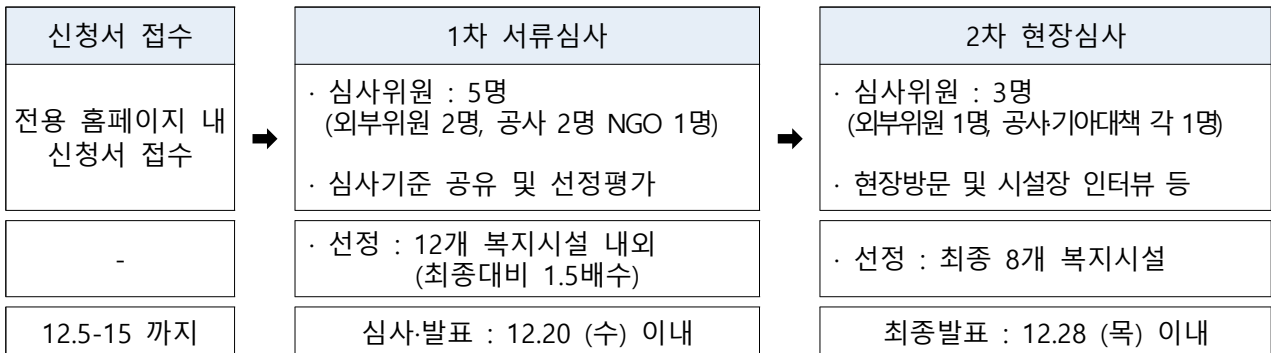 신청서 접수
전용 홈페이지 내
신청서 접수
-
12.5-15 까지
➡
1차 서류심사
· 심사위원 : 5명
(외부위원 2명, 공사 2명 NGO 1명)
· 심사기준 공유 및 선정평가
· 선정 : 12개 복지시설 내외
(최종대비 1.5배수)
심사·발표 : 12.20 (수) 이내
➡
2차 현장심사
· 심사위원 : 3명
(외부위원 1명, 공사·기아대책 각 1명)
· 현장방문 및 시설장 인터뷰 등
· 선정 : 최종 8개 복지시설
최종발표 : 12.28 (목) 이내